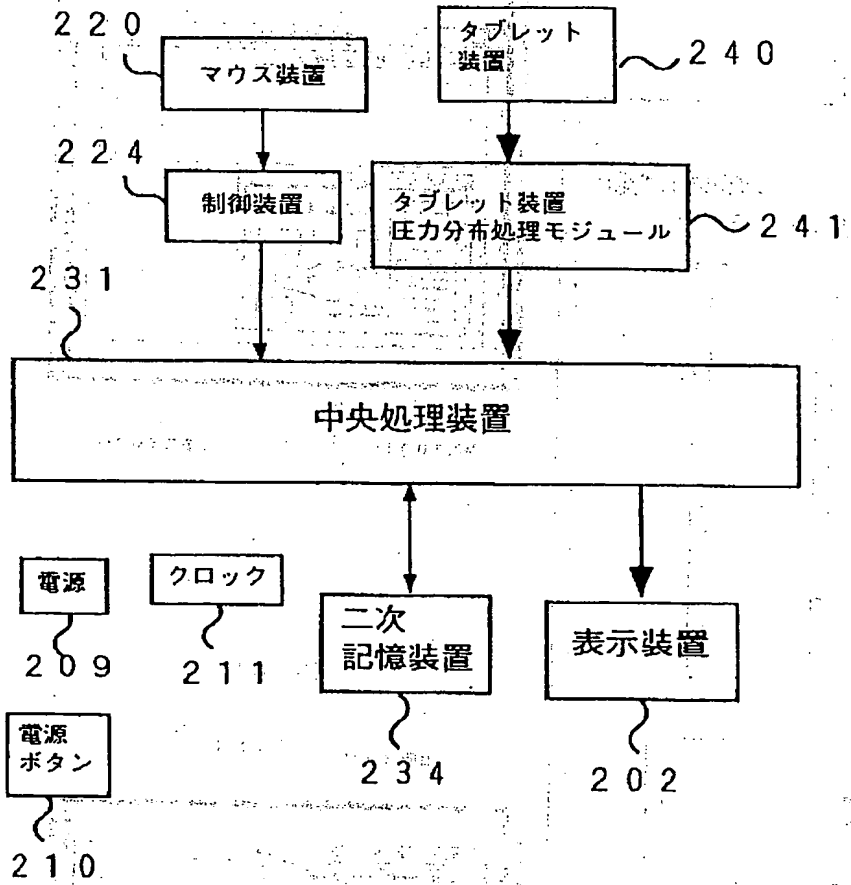 220
マウス装置
タブレット
装置
240
224
制御装置
タブレット装置
圧力分布処理モジュール
241
231
中央処理装置
電源
209
クロック
211
二次
記憶装置
234
表示装置
202
電源
ボタン
210